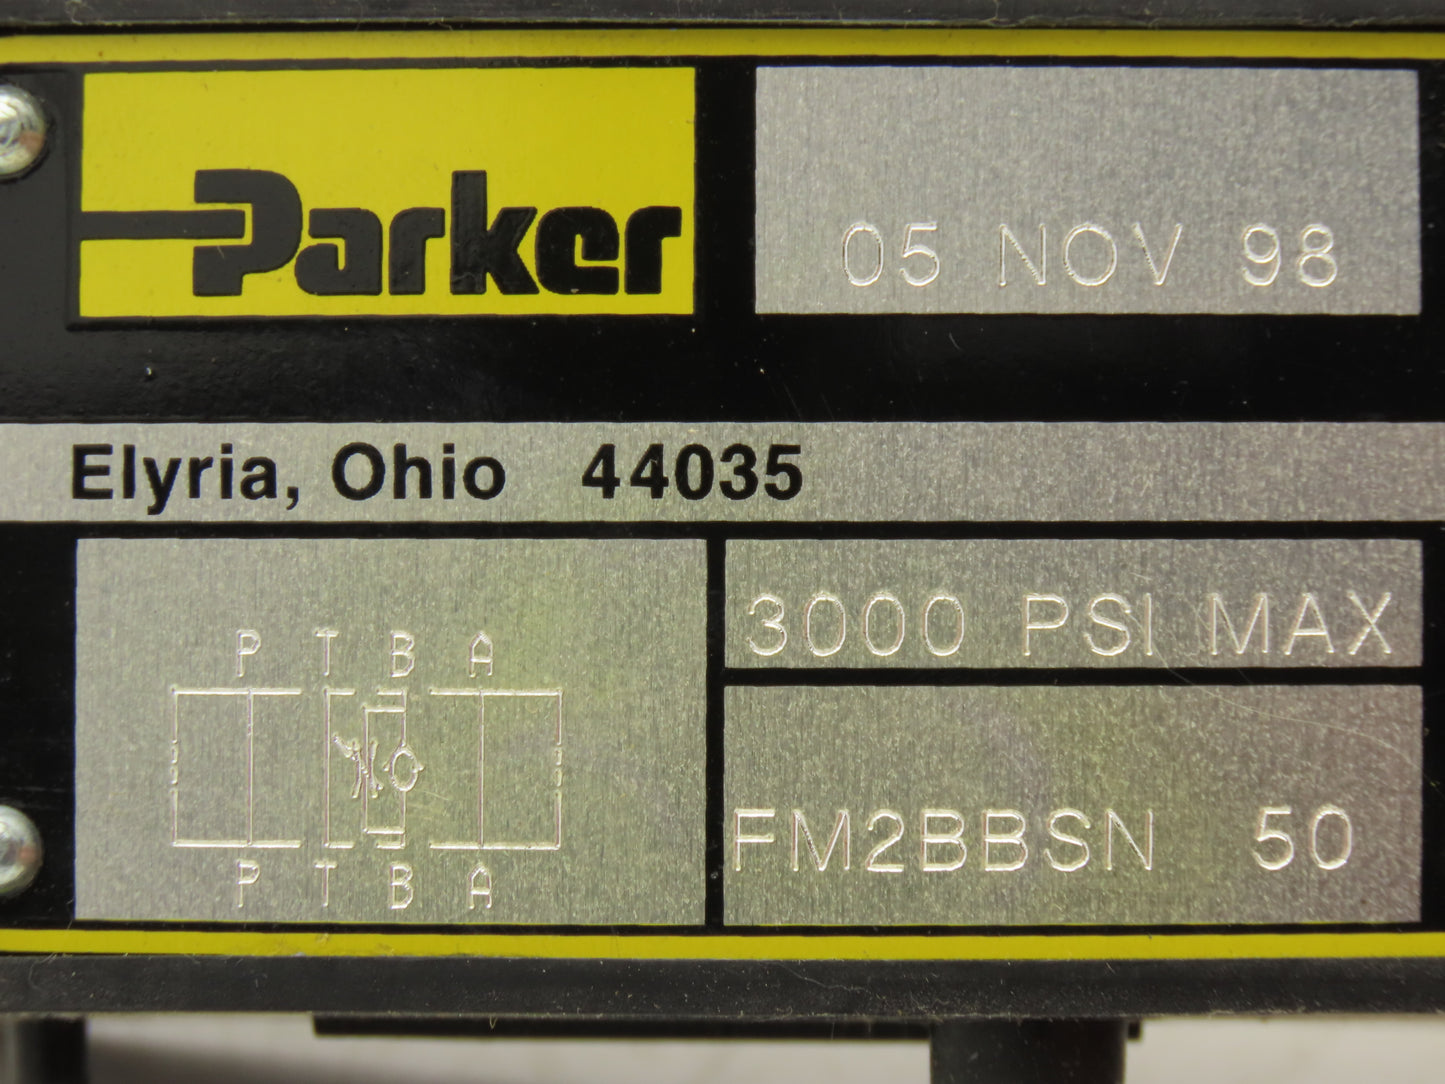 Parker
05 NOV 98
Elyria, Ohio 44035
P T B A
P T B A
3000 PSI MAX
FM2BBSN 50